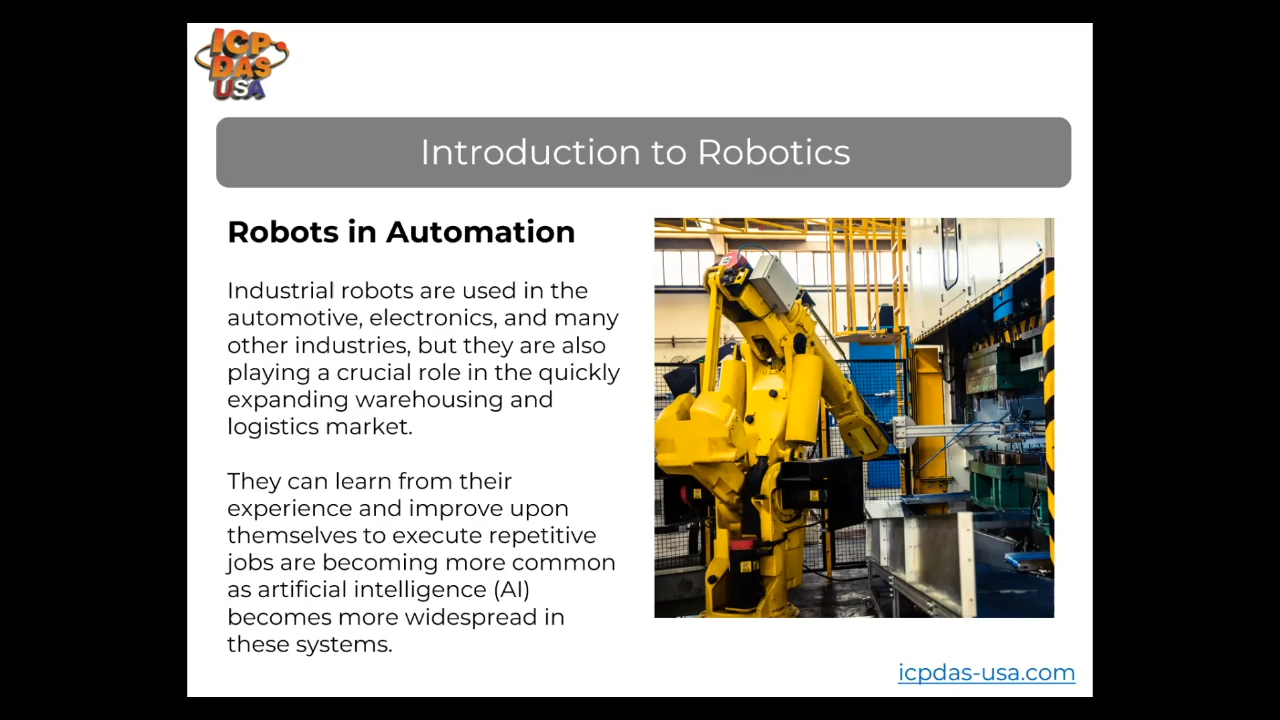 ICP
DAS
USA
Introduction to Robotics
Robots in Automation
Industrial robots are used in the
automotive, electronics, and many
other industries, but they are also
playing a crucial role in the quickly
expanding warehousing and
logistics market.
They can learn from their
experience and improve upon
themselves to execute repetitive
jobs are becoming more common
as artificial intelligence (AI)
becomes more widespread in
these systems.
icpdas-usa.com